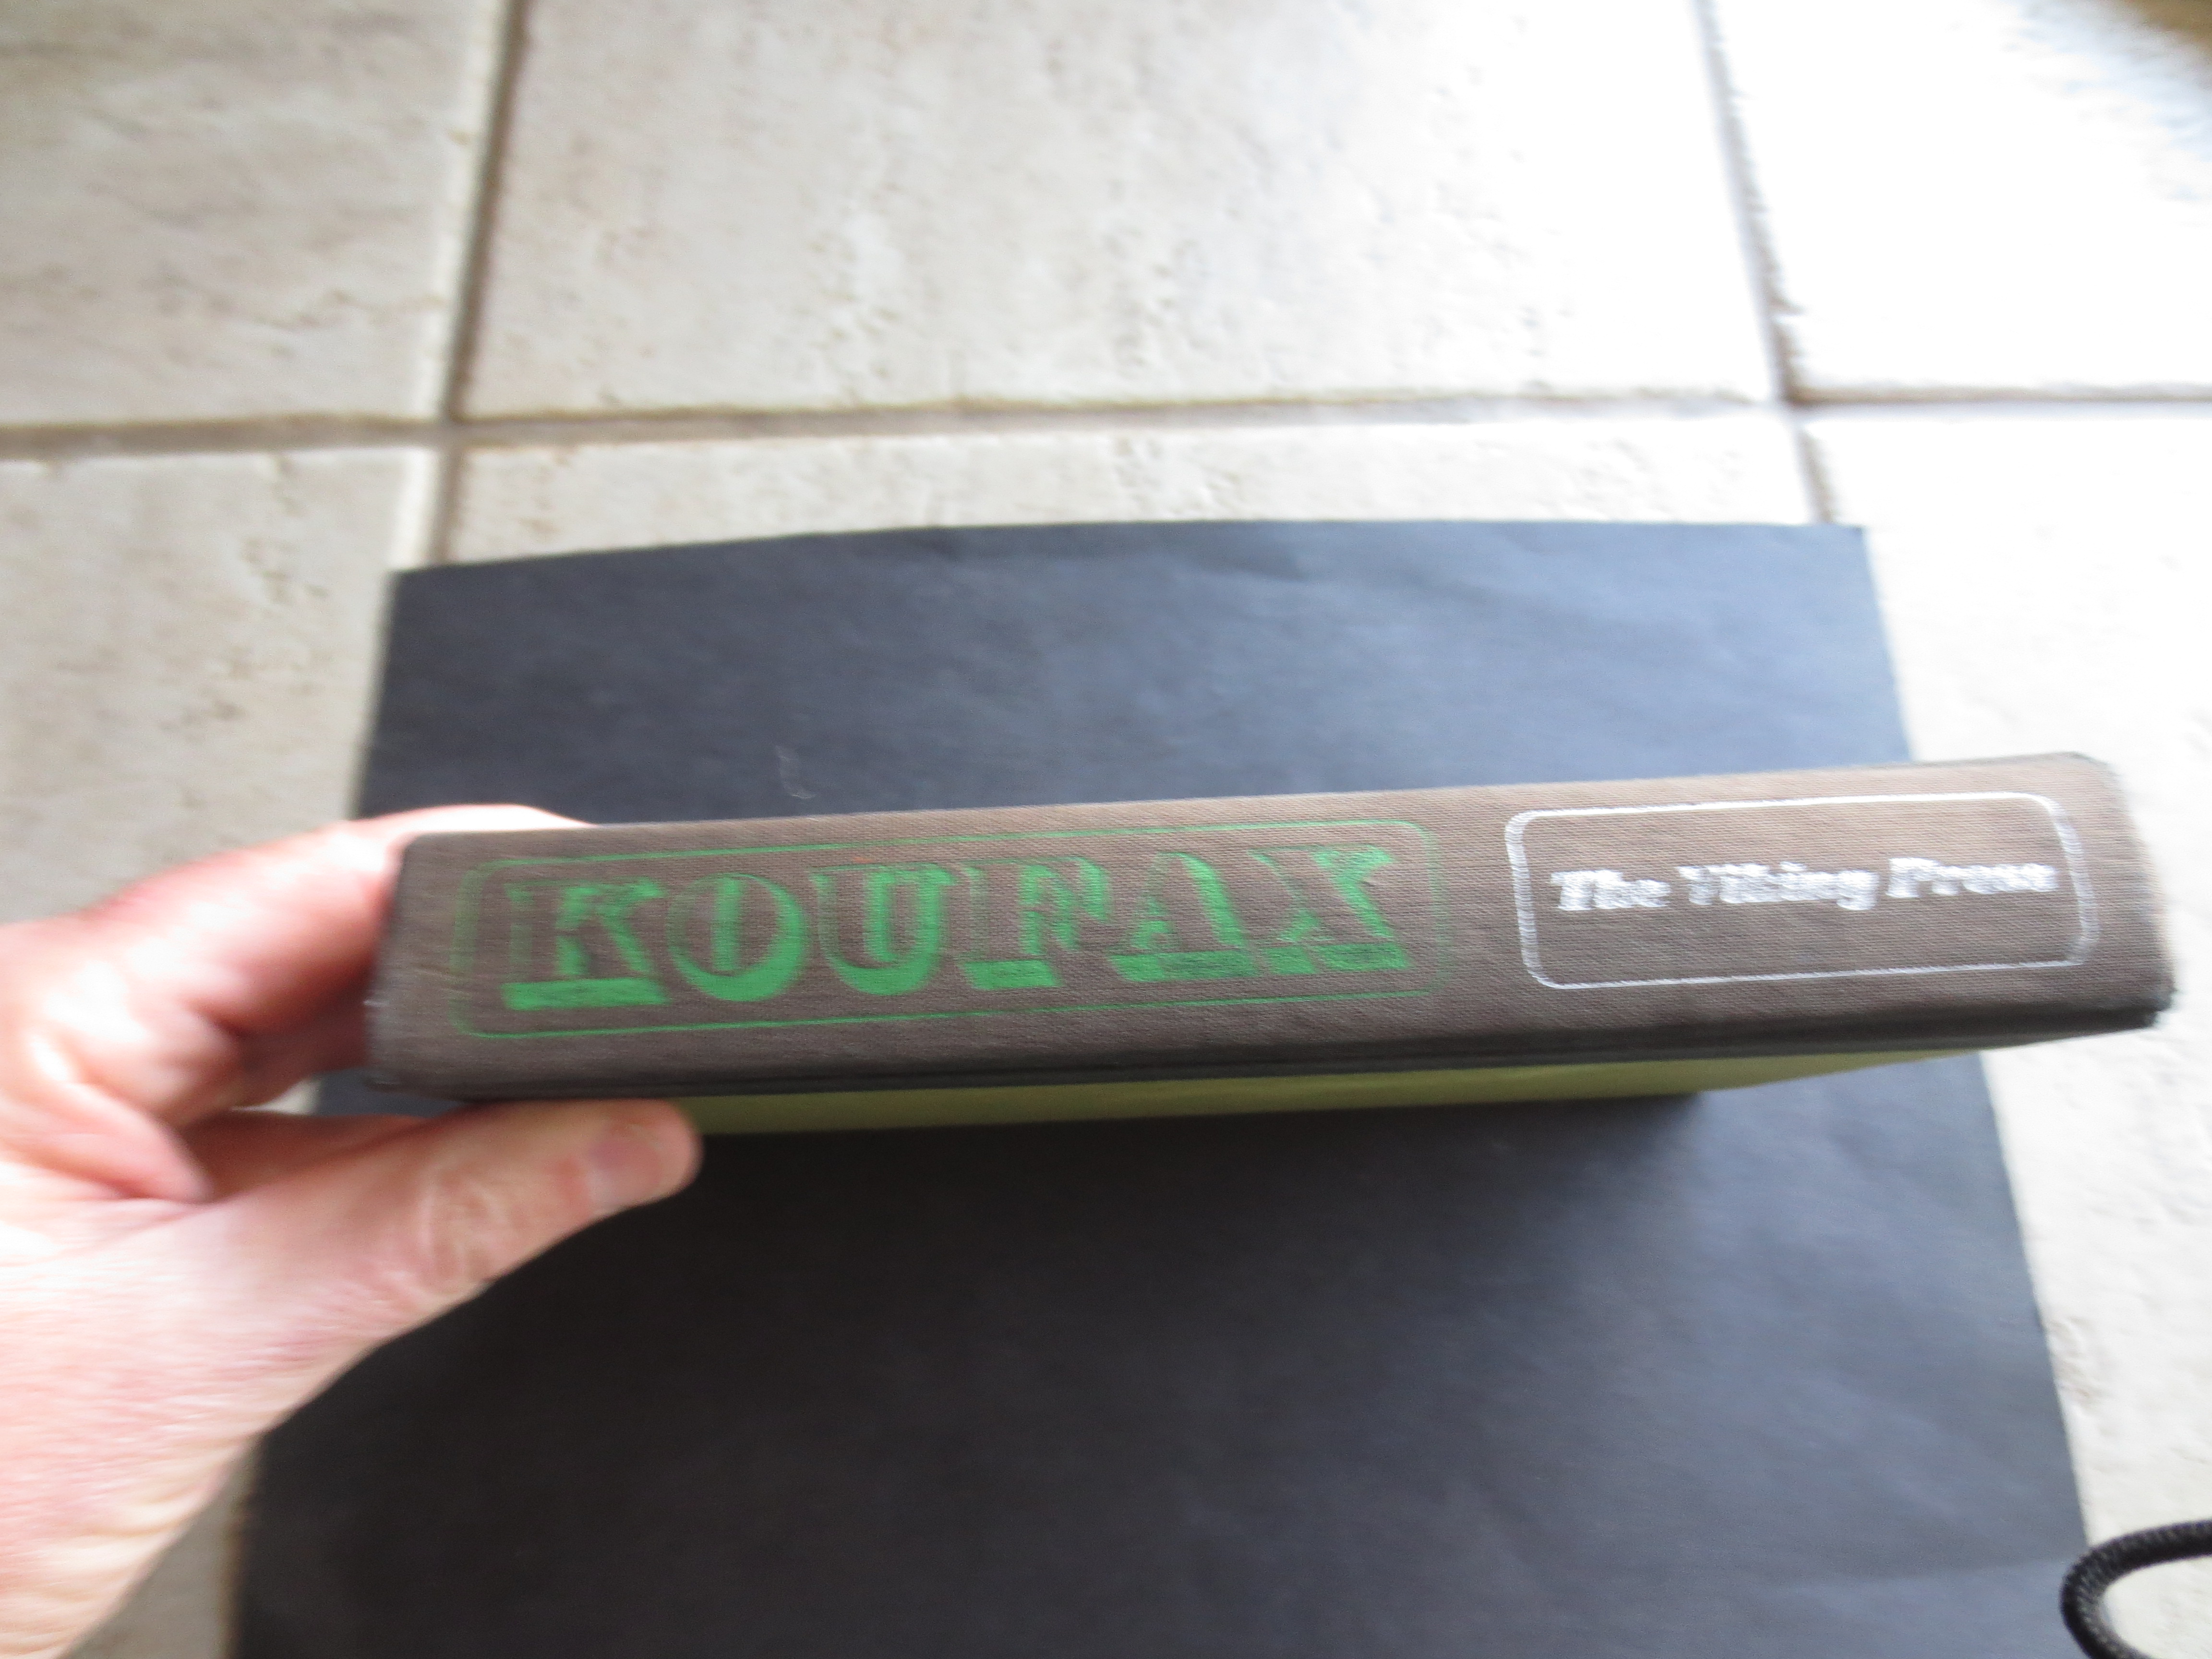 KOUFAX
The Viking Press